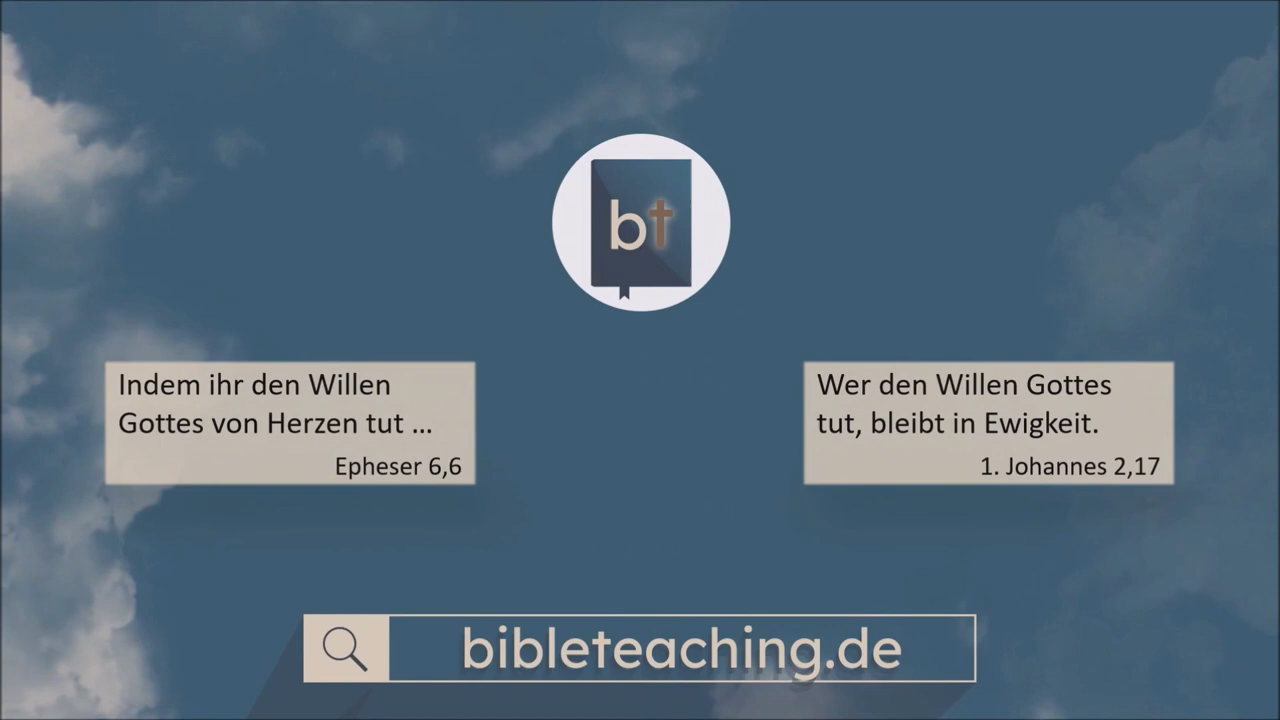 bt
Indem ihr den Willen
Gottes von Herzen tut ...
Epheser 6,6
Wer den Willen Gottes
tut, bleibt in Ewigkeit.
1. Johannes 2,17
bibleteaching.de